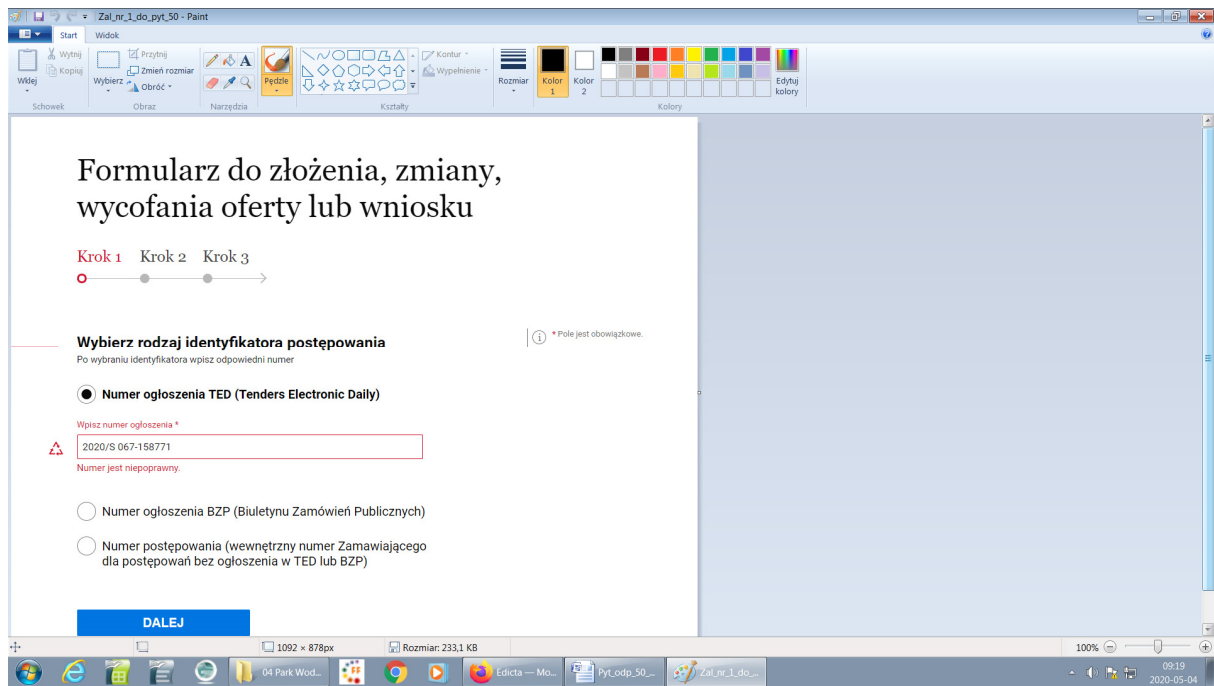 Zal_nr_1_do_pyt_50 - Paint
Start Widok
Wklej
Wytnij
Kopiuj
Schowek
Wybierz
Przytnij
Zmień rozmiar
Obróć
Obraz
A
Narzędzia
Pędzle
Kontur
Wypełnienie
Kształty
Rozmiar
Kolor 1
Kolor 2
Edytuj kolory
Kolory
Formularz do złożenia, zmiany,
wycofania oferty lub wniosku
Krok 1 Krok 2 Krok 3
Wybierz rodzaj identyfikatora postępowania
* Pole jest obowiązkowe.
Po wybraniu identyfikatora wpisz odpowiedni numer
Numer ogłoszenia TED (Tenders Electronic Daily)
Wpisz numer ogłoszenia *
2020/S 067-158771
Numer jest niepoprawny.
Numer ogłoszenia BZP (Biuletynu Zamówień Publicznych)
Numer postępowania (wewnętrzny numer Zamawiającego
dla postępowań bez ogłoszenia w TED lub BZP)
DALEJ
1092 × 878px Rozmiar: 233,1 KB 100%
04 Park Wod... Edicta — Mo... Pyt_odp_50_... Zal_nr_1_do_... 09:19
2020-05-04